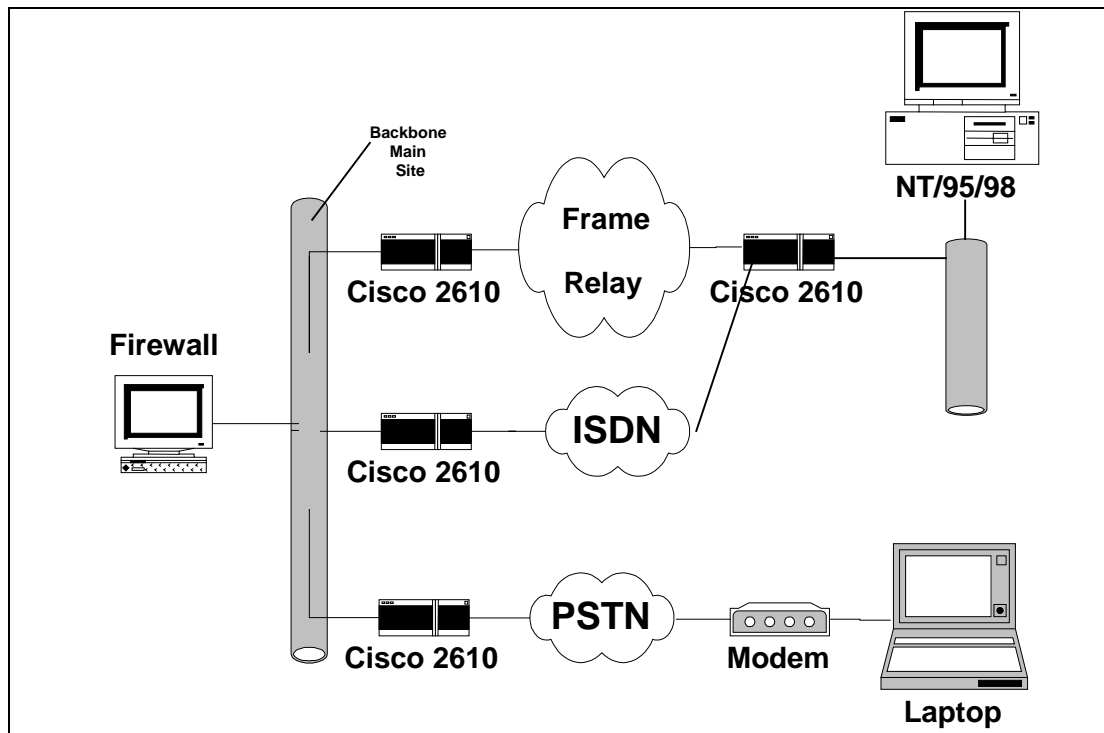 Backbone
Main
Site
NT/95/98
Frame
Relay
Cisco 2610
Cisco 2610
Firewall
ISDN
Cisco 2610
PSTN
Cisco 2610
Modem
Laptop